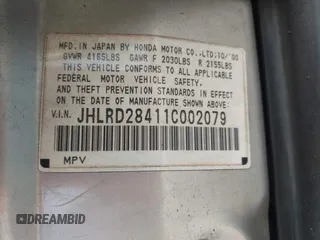 MFD. IN JAPAN BY HONDA MOTOR CO.,LTD:10/'00
GVWR 4165LBS GAWR F 2030LBS R 2155LBS
THIS VEHICLE CONFORMS TO ALL APPLICABLE
FEDERAL MOTOR VEHICLE SAFETY,
AND THEFT PREVENTION STANDARDS IN EFFECT ON THE
DATE OF MANUFACTURE SHOWN ABOVE.
V.I.N. JHLRD28411C002079
MPV
DREAMBID